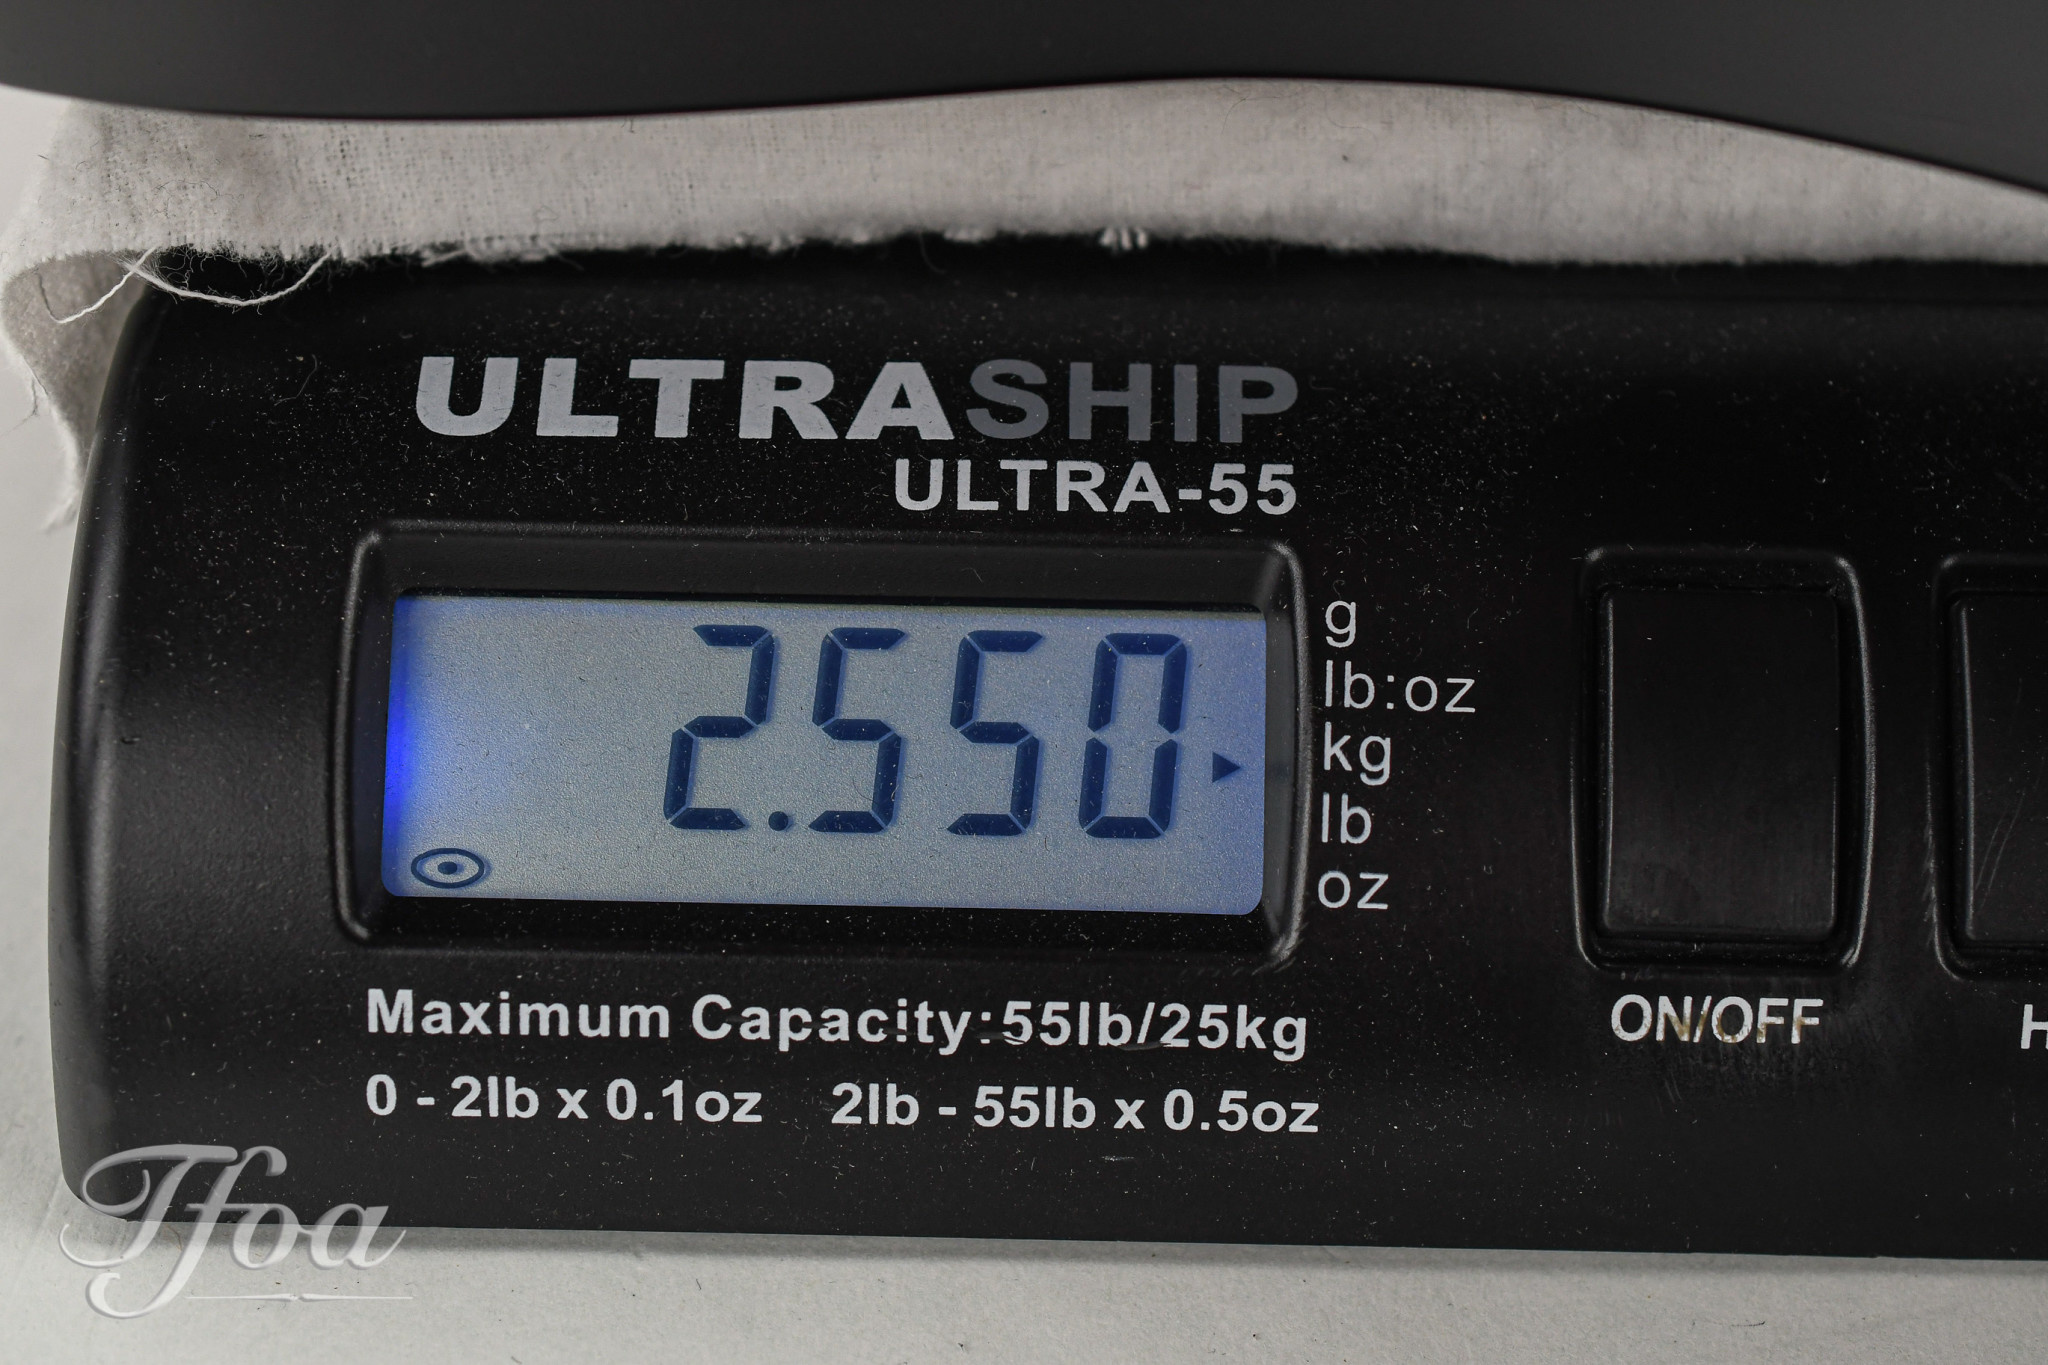 ULTRASHIP
ULTRA-55
2.550
g
lb:oz
kg
lb
oz
ON/OFF
H
Maximum Capacity:55lb/25kg
0 - 2lb x 0.1oz 2lb - 55lb x 0.5oz
Tfoa